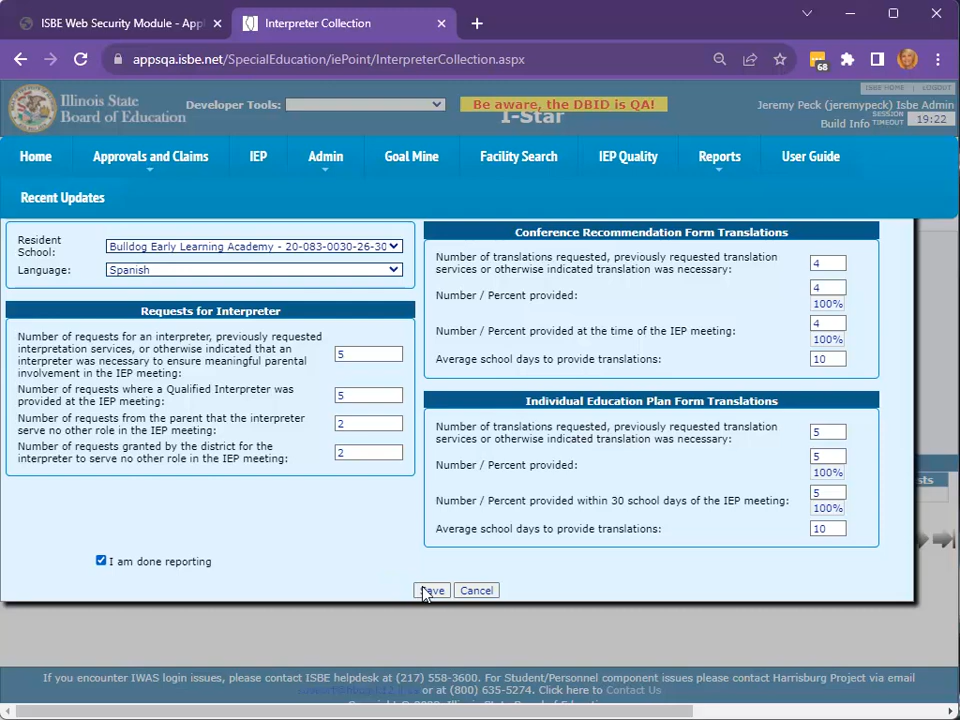 ISBE Web Security Module - Appl
Interpreter Collection
appsqa.isbe.net/SpecialEducation/iePoint/InterpreterCollection.aspx
68
ISBE HOME | LOGOUT
Illinois State
Board of Education
Developer Tools:
Be aware, the DBID is QA!
I-Star
Jeremy Peck (jeremypeck) Isbe Admin
Build Info
SESSION
TIMEOUT
19:22
Home
Approvals and Claims
IEP
Admin
Goal Mine
Facility Search
IEP Quality
Reports
User Guide
Recent Updates
Resident
School:
Bulldog Early Learning Academy - 20-083-0030-26-30
Language:
Spanish
Requests for Interpreter
Number of requests for an interpreter, previously requested
interpretation services, or otherwise indicated that an
interpreter was necessary to ensure meaningful parental
involvement in the IEP meeting:
5
Number of requests where a Qualified Interpreter was
provided at the IEP meeting:
5
Number of requests from the parent that the interpreter
serve no other role in the IEP meeting:
2
Number of requests granted by the district for the
interpreter to serve no other role in the IEP meeting:
2
Conference Recommendation Form Translations
Number of translations requested, previously requested translation
services or otherwise indicated translation was necessary:
4
Number / Percent provided:
4
100%
Number / Percent provided at the time of the IEP meeting:
4
100%
Average school days to provide translations:
10
Individual Education Plan Form Translations
Number of translations requested, previously requested translation
services or otherwise indicated translation was necessary:
5
Number / Percent provided:
5
100%
Number / Percent provided within 30 school days of the IEP meeting:
5
100%
Average school days to provide translations:
10
I am done reporting
Save
Cancel
If you encounter IWAS login issues, please contact ISBE helpdesk at (217) 558-3600. For Student/Personnel component issues please contact Harrisburg Project via email
or at (800) 635-5274. Click here to Contact Us